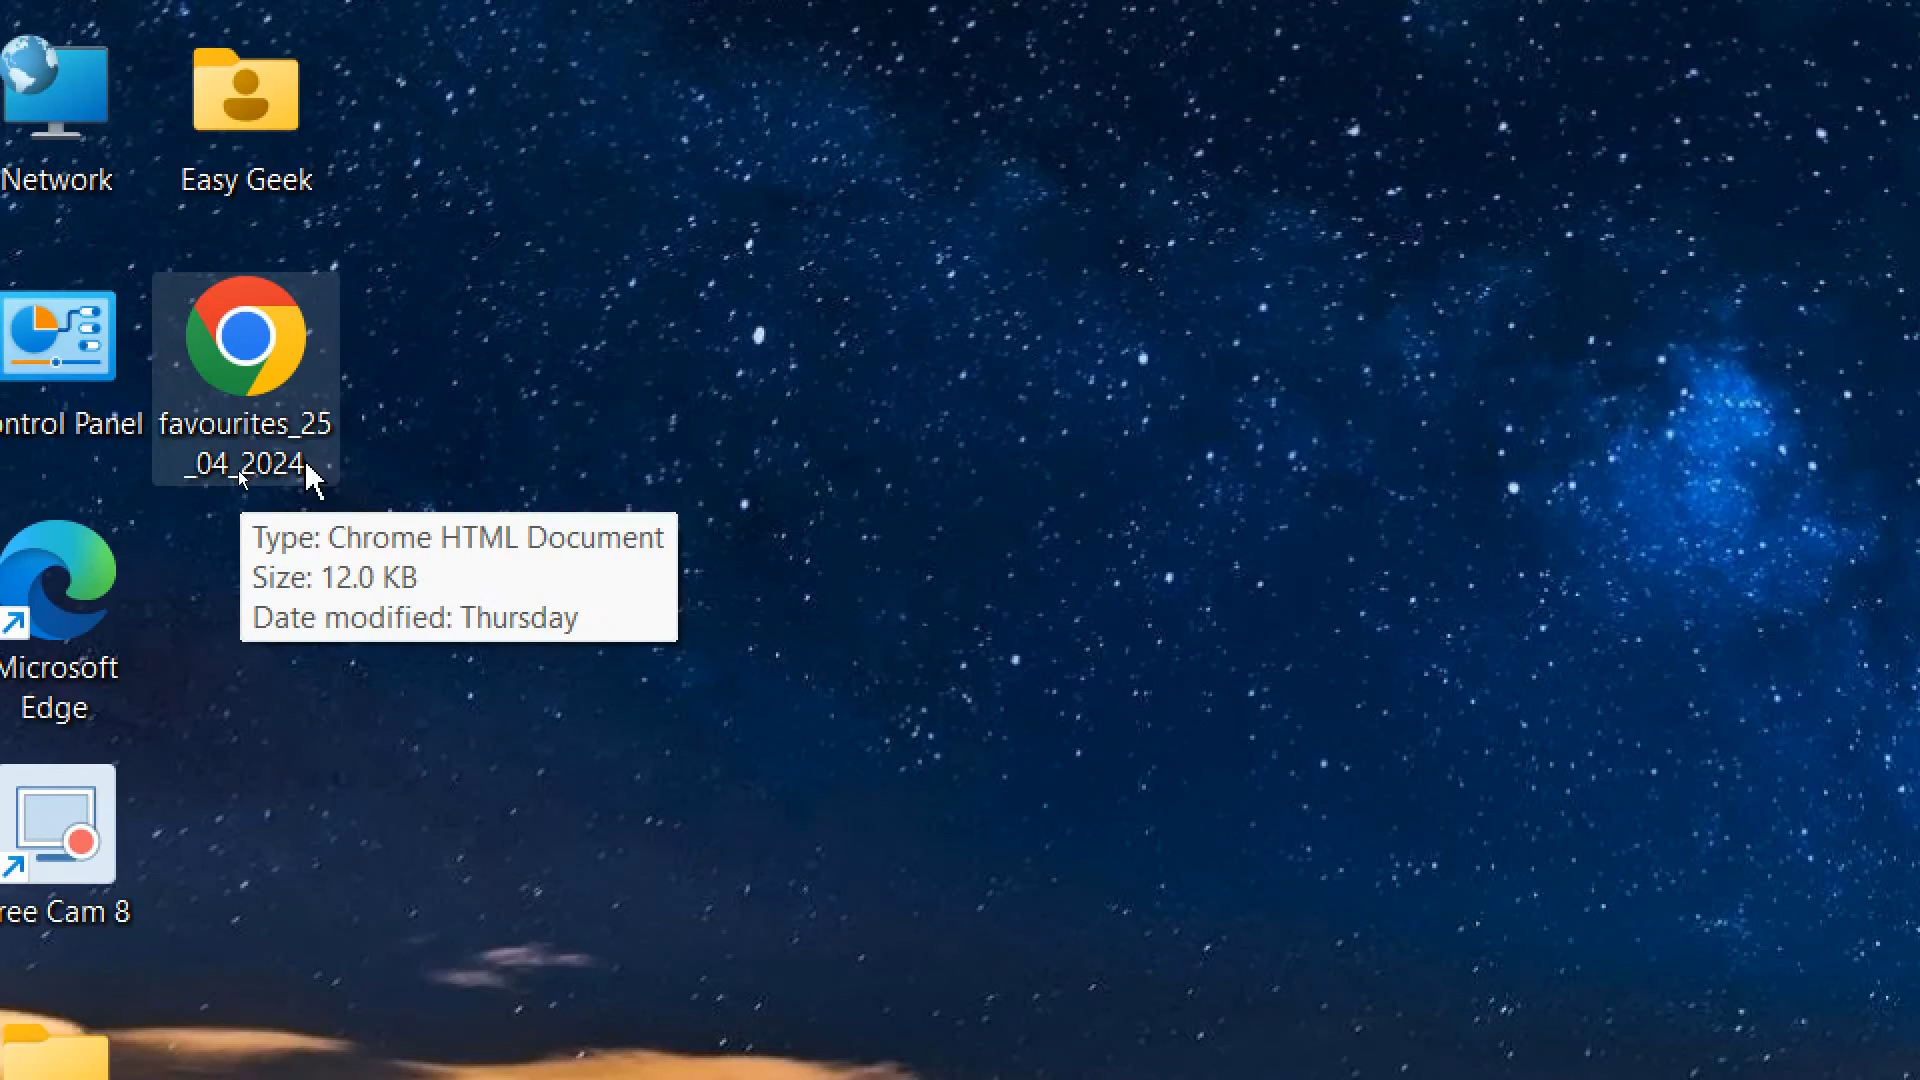 Network
Easy Geek
ontrol Panel
favourites_25
_04_2024
Type: Chrome HTML Document
Size: 12.0 KB
Date modified: Thursday
Microsoft
Edge
ree Cam 8